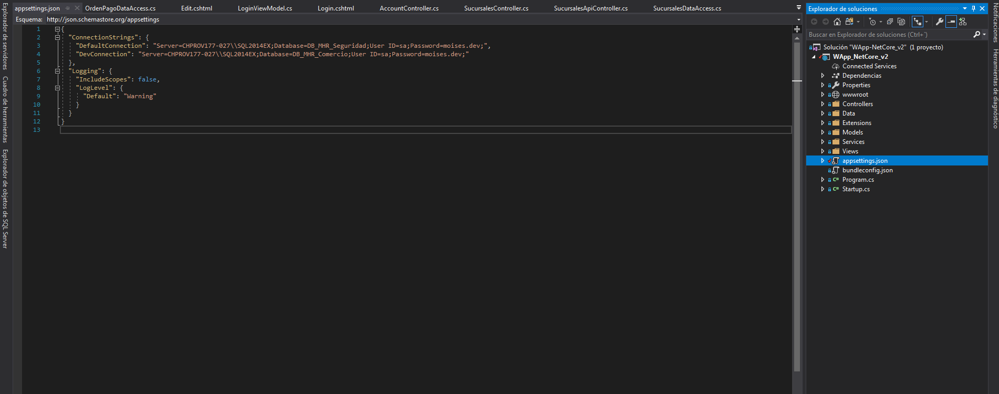 appsettings.json
OrdenPagoDataAccess.cs
Edit.cshtml
LoginViewModel.cs
Login.cshtml
AccountController.cs
SucursalesController.cs
SucursalesApiController.cs
SucursalesDataAccess.cs
Esquema: http://json.schemastore.org/appsettings
1 {
2 "ConnectionStrings": {
3 "DefaultConnection": "Server=CHPROV177-027\\SQL2014EX;Database=DB_MHR_Seguridad;User ID=sa;Password=moises.dev;",
4 "DevConnection": "Server=CHPROV177-027\\SQL2014EX;Database=DB_MHR_Comercio;User ID=sa;Password=moises.dev;"
5 },
6 "Logging": {
7 "IncludeScopes": false,
8 "LogLevel": {
9 "Default": "Warning"
10 }
11 }
12 }
13
Explorador de servidores
Cuadro de herramientas
Explorador de objetos de SQL Server
Explorador de soluciones
Buscar en Explorador de soluciones (Ctrl+¨)
Solución "WApp-NetCore_v2" (1 proyecto)
WApp_NetCore_v2
Connected Services
Dependencias
Properties
wwwroot
Controllers
Data
Extensions
Models
Services
Views
appsettings.json
bundleconfig.json
C# Program.cs
C# Startup.cs
Notificaciones
Herramientas de diagnóstico